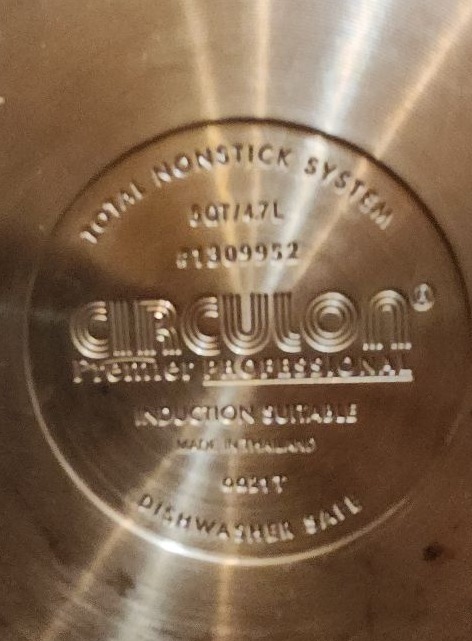 TOTAL NONSTICK SYSTEM
5QT/4.7L
#1309952
CIRCULON®
Premier PROFESSIONAL
INDUCTION SUITABLE
MADE IN THAILAND
DISHWASHER SAFE